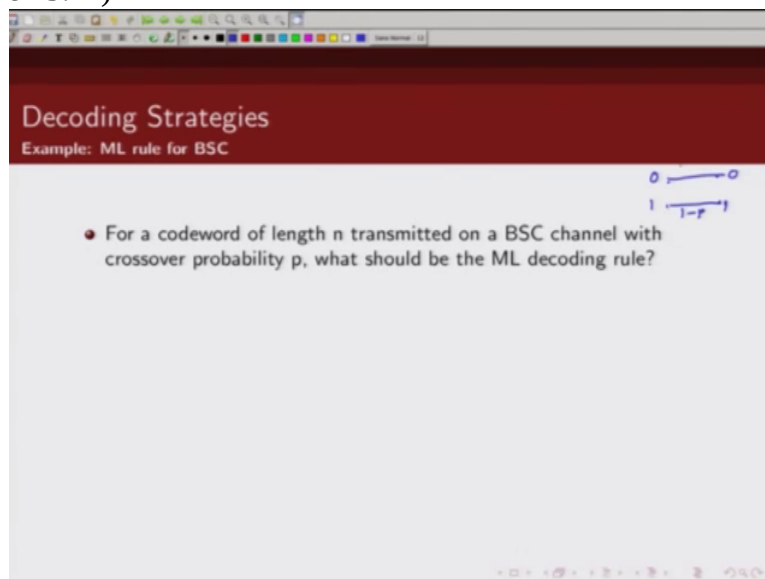 Decoding Strategies
Example: ML rule for BSC
0 0
1 1-p 1
• For a codeword of length n transmitted on a BSC channel with
crossover probability p, what should be the ML decoding rule?